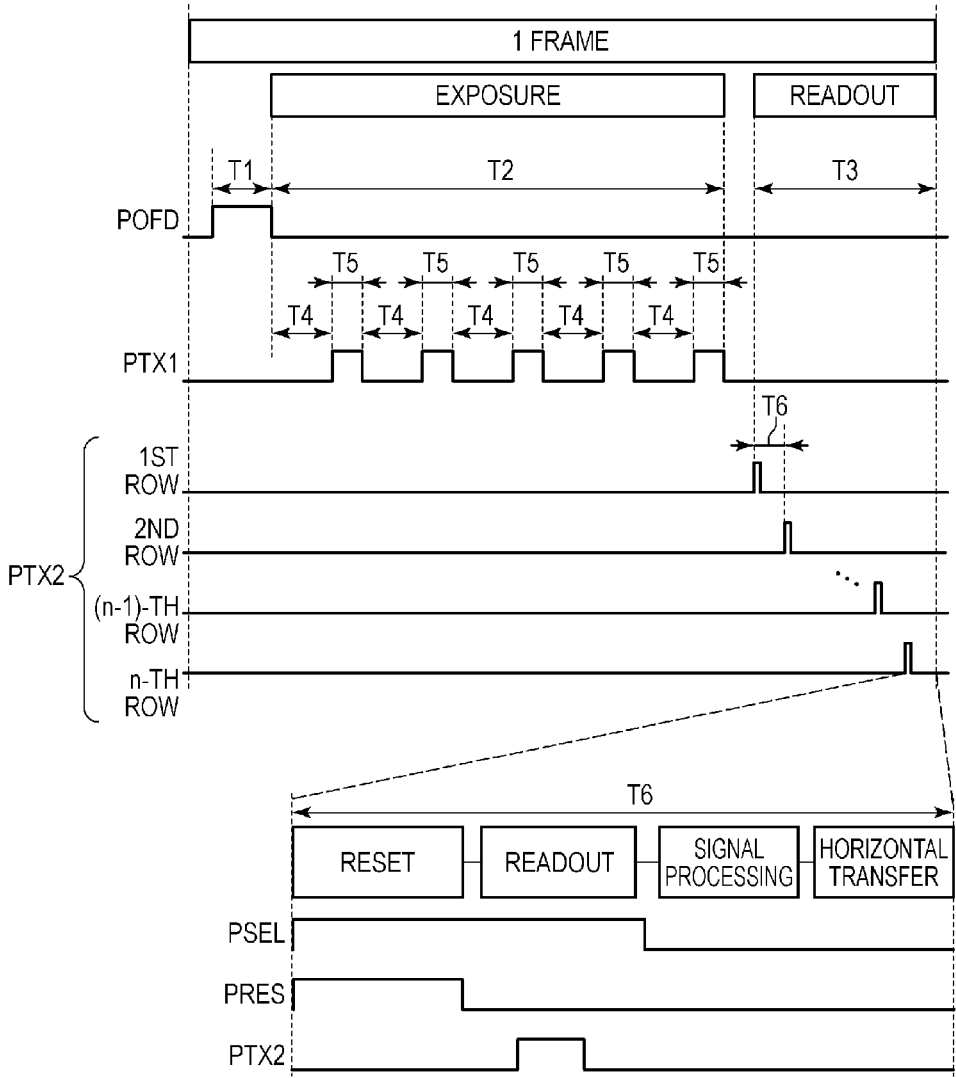 1 FRAME
EXPOSURE
READOUT
T1
T2
T3
POFD
T5
T5
T5
T5
T5
T4
T4
T4
T4
T4
PTX1
T6
PTX2
1ST
ROW
2ND
ROW
(n-1)-TH
ROW
n-TH
ROW
T6
RESET
READOUT
SIGNAL
PROCESSING
HORIZONTAL
TRANSFER
PSEL
PRES
PTX2